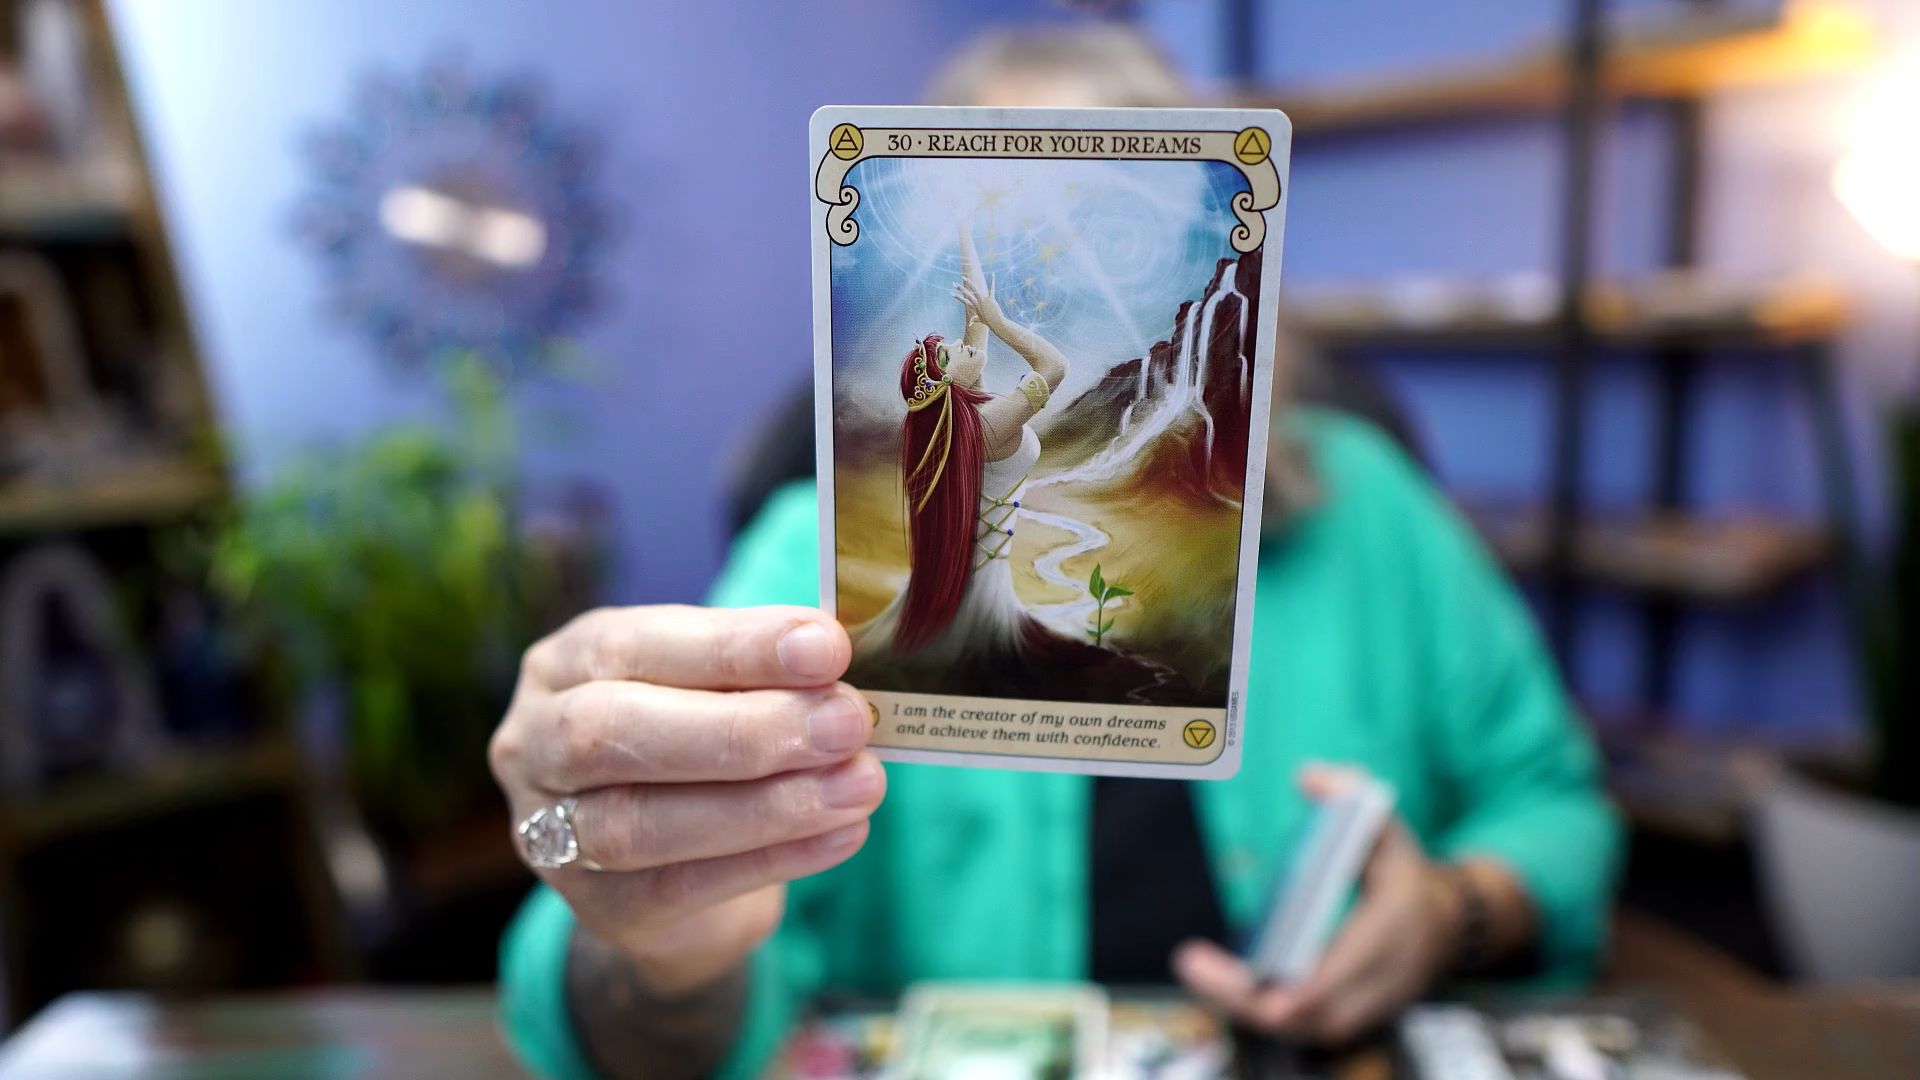 30 · REACH FOR YOUR DREAMS
I am the creator of my own dreams
and achieve them with confidence.